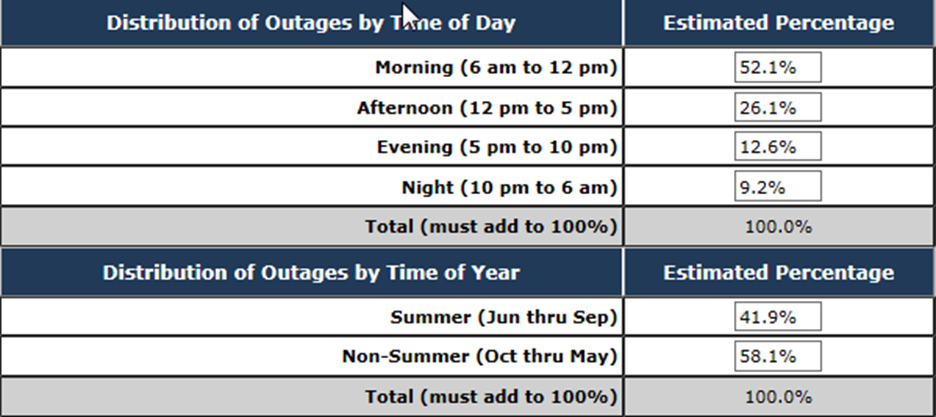 Distribution of Outages by Time of Day Estimated Percentage
Morning (6 am to 12 pm) 52.1%
Afternoon (12 pm to 5 pm) 26.1%
Evening (5 pm to 10 pm) 12.6%
Night (10 pm to 6 am) 9.2%
Total (must add to 100%) 100.0%
Distribution of Outages by Time of Year Estimated Percentage
Summer (Jun thru Sep) 41.9%
Non-Summer (Oct thru May) 58.1%
Total (must add to 100%) 100.0%